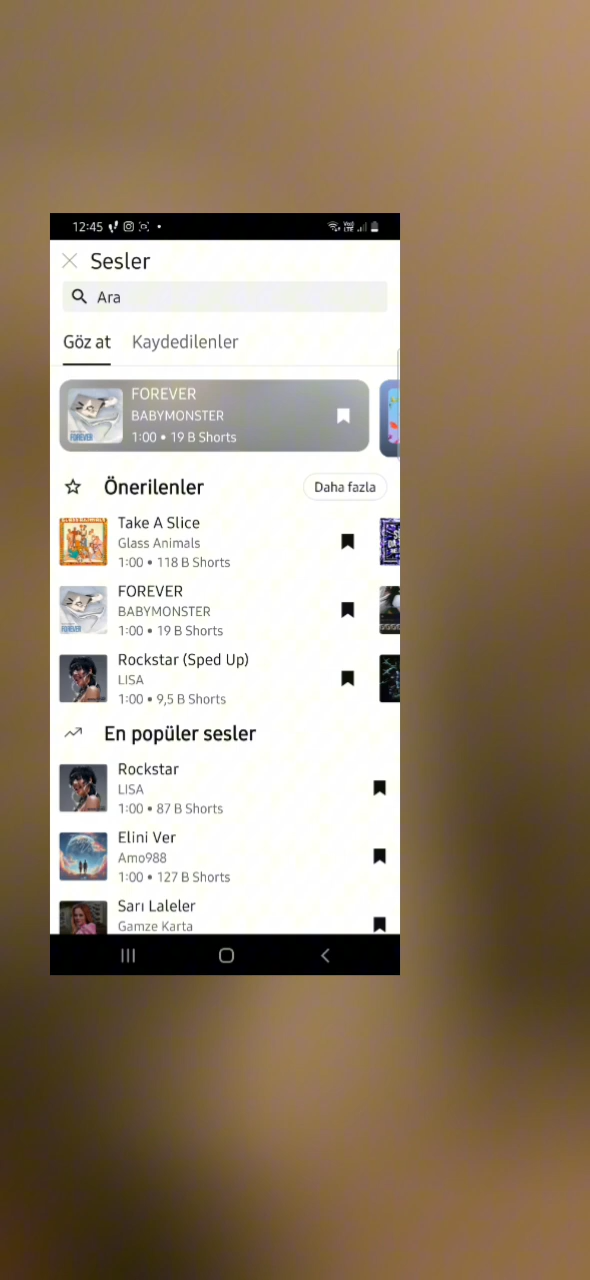 12:45
Sesler
Ara
Göz at Kaydedilenler
FOREVER
BABYMONSTER
1:00 • 19 B Shorts
FOREVER
Önerilenler Daha fazla
Take A Slice
Glass Animals
1:00 • 118 B Shorts
FOREVER
BABYMONSTER
1:00 • 19 B Shorts
Rockstar (Sped Up)
LISA
1:00 • 9,5 B Shorts
En popüler sesler
Rockstar
LISA
1:00 • 87 B Shorts
Elini Ver
Amo988
1:00 • 127 B Shorts
Sarı Laleler
Gamze Karta